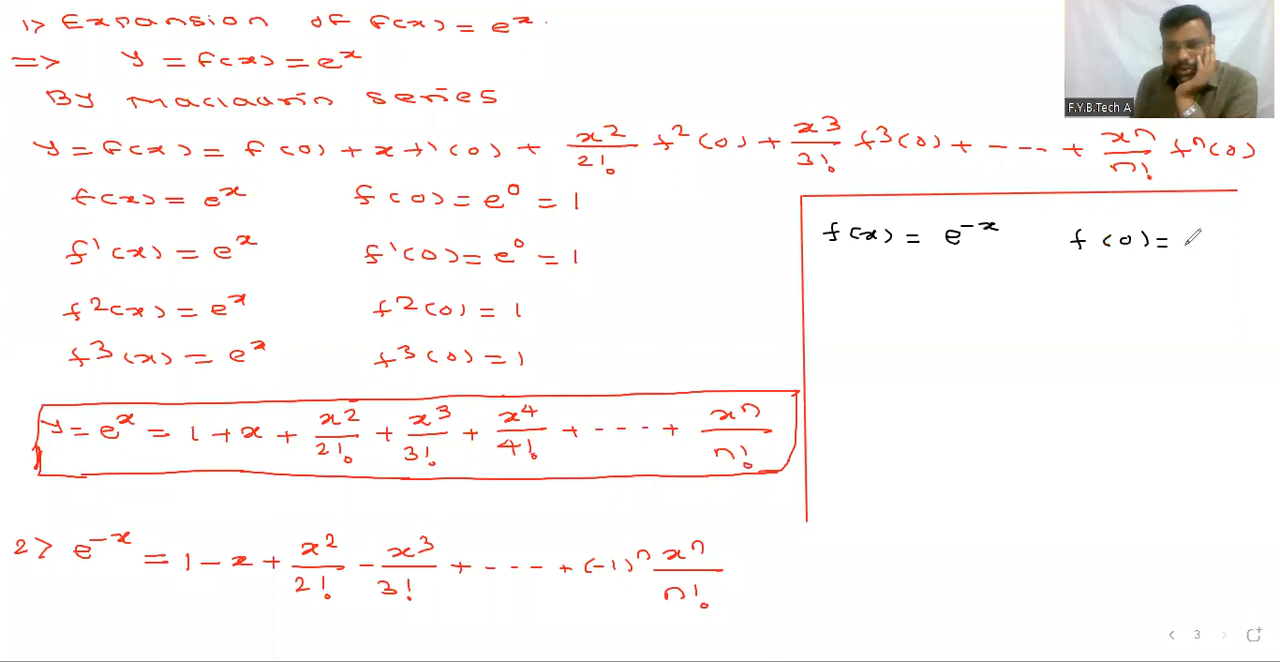 1) Expansion of f(x) = e^x.
=> y = f(x) = e^x
By Maclaurin series
y = f(x) = f(0) + x f'(0) + x^2/2! f^2(0) + x^3/3! f^3(0) + ---- + x^n/n! f^n(0)
f(x) = e^x f(0) = e^0 = 1
f'(x) = e^x f'(0) = e^0 = 1
f^2(x) = e^x f^2(0) = 1
f^3(x) = e^x f^3(0) = 1
y = e^x = 1 + x + x^2/2! + x^3/3! + x^4/4! + ---- + x^n/n!
2) e^-x = 1 - x + x^2/2! - x^3/3! + ---- + (-1)^n x^n/n!
f(x) = e^-x f(0) =
F.Y.B.Tech A
3